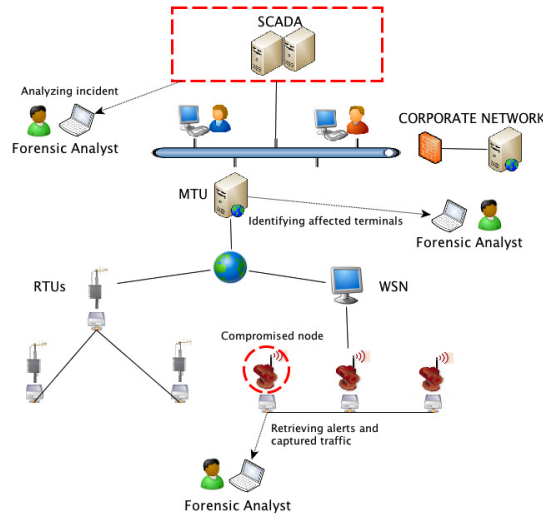 SCADA
Analyzing incident
Forensic Analyst
CORPORATE NETWORK
MTU
Identifying affected terminals
Forensic Analyst
RTUs
WSN
Compromised node
Retrieving alerts and
captured traffic
Forensic Analyst